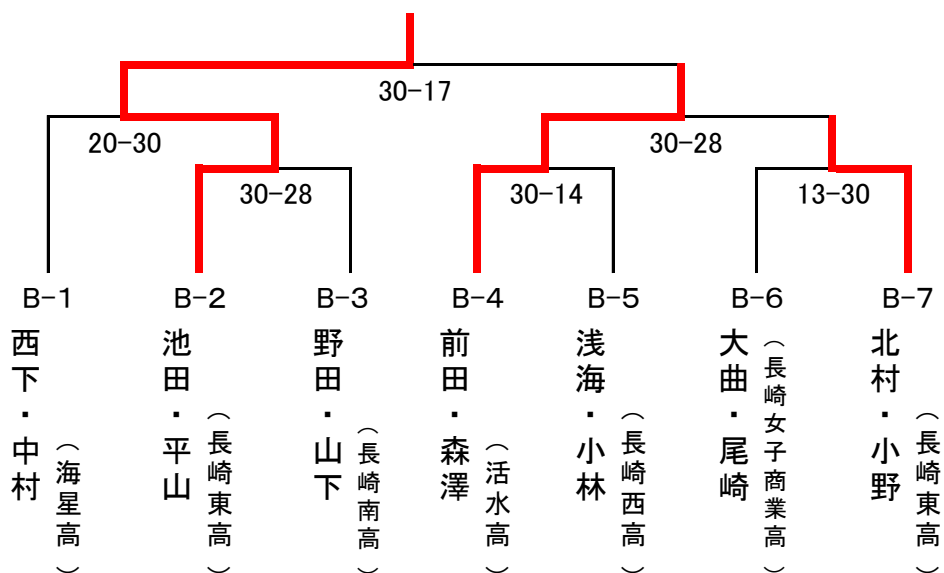 30-17
20-30
30-28
30-28
30-14
13-30
B-1
B-2
B-3
B-4
B-5
B-6
B-7
西下・中村
（海星高）
池田・平山
（長崎東高）
野田・山下
（長崎南高）
前田・森澤
（活水高）
浅海・小林
（長崎西高）
大曲・尾崎
（長崎女子商業高）
北村・小野
（長崎東高）